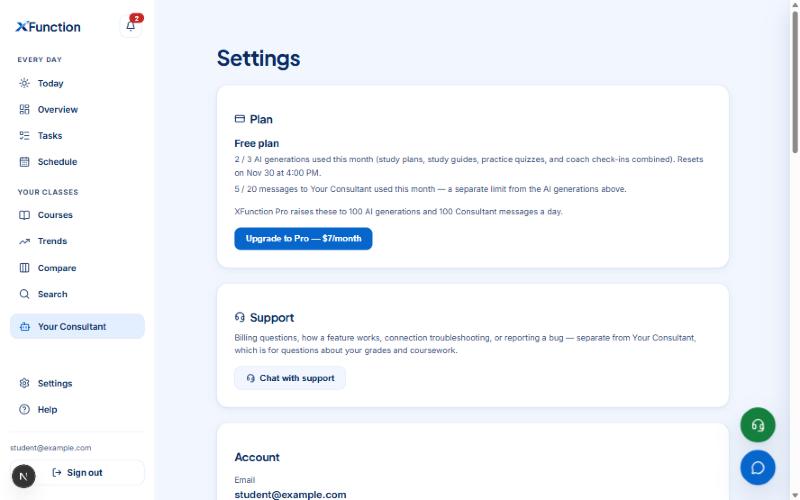 XFunction
2
EVERY DAY
Today
Overview
Tasks
Schedule
YOUR CLASSES
Courses
Trends
Compare
Search
Your Consultant
Settings
Help
student@example.com
N
Sign out
Settings
Plan
Free plan
2 / 3 AI generations used this month (study plans, study guides, practice quizzes, and coach check-ins combined). Resets
on Nov 30 at 4:00 PM.
5 / 20 messages to Your Consultant used this month — a separate limit from the AI generations above.
XFunction Pro raises these to 100 AI generations and 100 Consultant messages a day.
Upgrade to Pro — $7/month
Support
Billing questions, how a feature works, connection troubleshooting, or reporting a bug — separate from Your Consultant,
which is for questions about your grades and coursework.
Chat with support
Account
Email
student@example.com